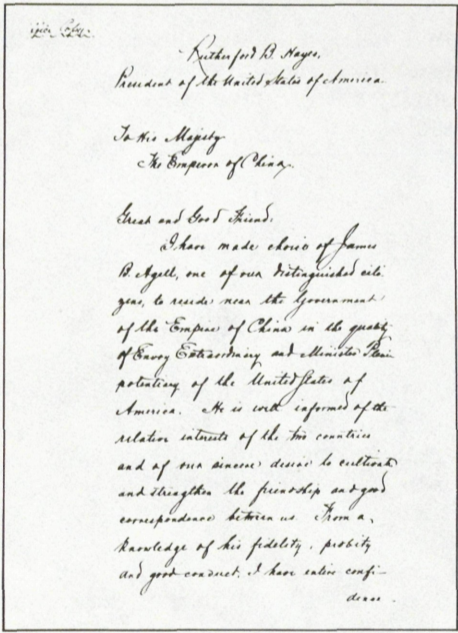 Rutherford B. Hayes,
President of the United States of America
To His Majesty
The Emperor of China,
Great and Good Friend:
I have made choice of James
B. Agell, one of our distinguished citi
zens, to reside near the Government
of the Empire of China in the quality
of Envoy Extraordinary and Minister Pleni
potentiary of the United States of
America. He is well informed of the
relative interests of the two countries
and of our sincere desire to cultivate
and strengthen the friendship and good
correspondence between us. From a
knowledge of his fidelity, probity
and good conduct, I have entire confi-
dence